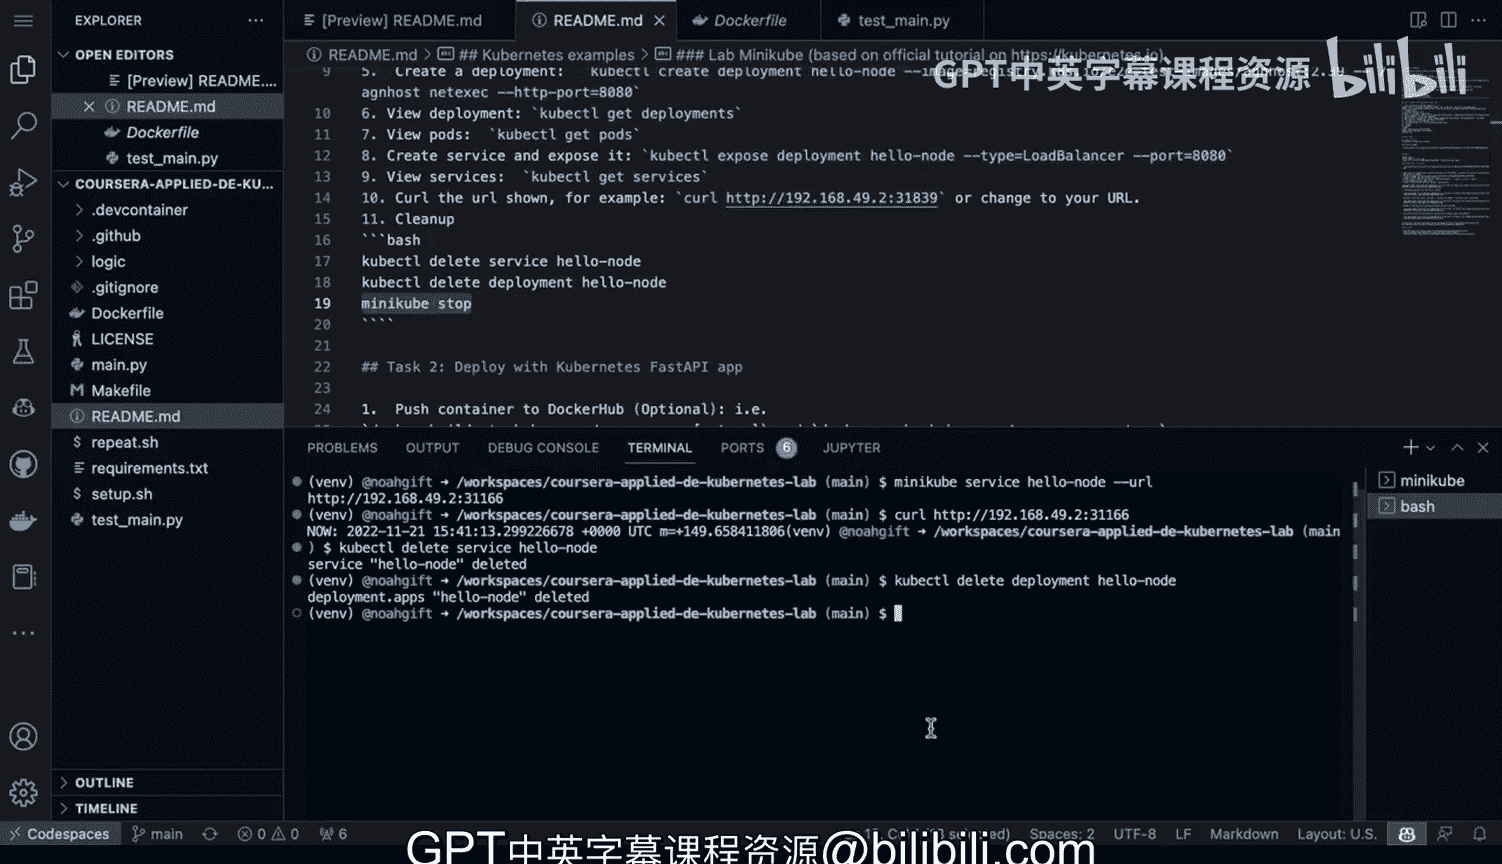 EXPLORER
OPEN EDITORS
[Preview] README....
README.md
Dockerfile
test_main.py
COURSERA-APPLIED-DE-KU...
.devcontainer
.github
logic
.gitignore
Dockerfile
LICENSE
main.py
Makefile
README.md
repeat.sh
requirements.txt
setup.sh
test_main.py
OUTLINE
TIMELINE
[Preview] README.md
README.md
Dockerfile
test_main.py
README.md > ## Kubernetes examples > ### Lab Minikube (based on official tutorial on https://kubernetes.io)
GPT中英字幕课程资源 bilibili
9 5. Create a deployment: `kubectl create deployment hello-node
agnhost netexec --http-port=8080`
10 6. View deployment: `kubectl get deployments`
11 7. View pods: `kubectl get pods`
12 8. Create service and expose it: `kubectl expose deployment hello-node --type=LoadBalancer --port=8080`
13 9. View services: `kubectl get services`
14 10. Curl the url shown, for example: `curl http://192.168.49.2:31839` or change to your URL.
15 11. Cleanup
16 ```bash
17 kubectl delete service hello-node
18 kubectl delete deployment hello-node
19 minikube stop
20 ````
21
22 ## Task 2: Deploy with Kubernetes FastAPI app
23
24 1. Push container to DockerHub (Optional): i.e.
PROBLEMS OUTPUT DEBUG CONSOLE TERMINAL PORTS 6 JUPYTER
(venv) @noahgift ➜ /workspaces/coursera-applied-de-kubernetes-lab (main) $ minikube service hello-node --url
http://192.168.49.2:31166
(venv) @noahgift ➜ /workspaces/coursera-applied-de-kubernetes-lab (main) $ curl http://192.168.49.2:31166
NOW: 2022-11-21 15:41:13.299226678 +0000 UTC m=+149.658411806(venv) @noahgift ➜ /workspaces/coursera-applied-de-kubernetes-lab (main
) $ kubectl delete service hello-node
service "hello-node" deleted
(venv) @noahgift ➜ /workspaces/coursera-applied-de-kubernetes-lab (main) $ kubectl delete deployment hello-node
deployment.apps "hello-node" deleted
(venv) @noahgift ➜ /workspaces/coursera-applied-de-kubernetes-lab (main) $
minikube
bash
Codespaces main 0 0 6 Spaces: 2 UTF-8 LF Markdown Layout: U.S.
GPT中英字幕课程资源@bilibili.com